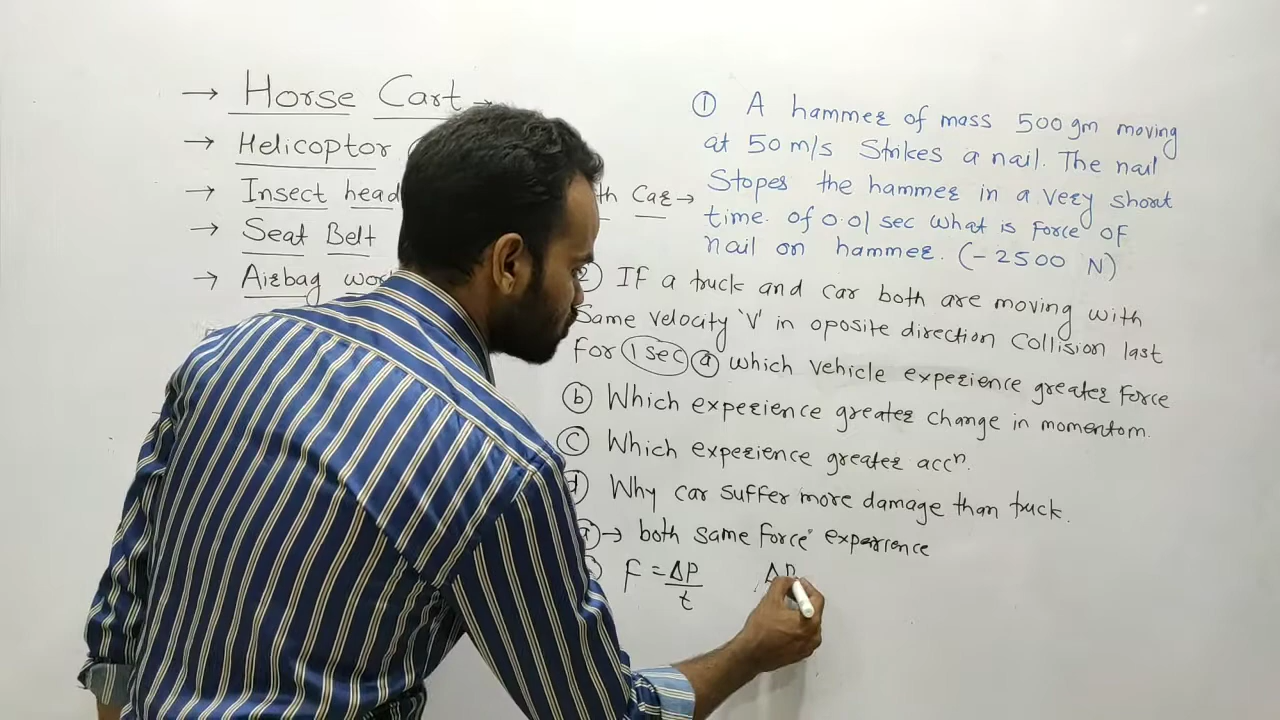 → Horse Cart →
→ Helicoptor
→ Insect head
→ Seat Belt
→ Airbag
Car →
① A hammer of mass 500 gm moving
at 50 m/s Strikes a nail. The nail
Stopes the hammer in a very short
time. of 0.01 sec what is force of
nail on hammer. (- 2500 N)
If a truck and car both are moving with
Same velocity 'V' in oposite direction Collision last
for 1 sec ⓐ which vehicle experience greater force
ⓑ Which experience greater change in momentom.
ⓒ Which experience greater accⁿ.
ⓓ Why car suffer more damage than truck.
ⓐ → both same force experience
F = ΔP/t ΔP